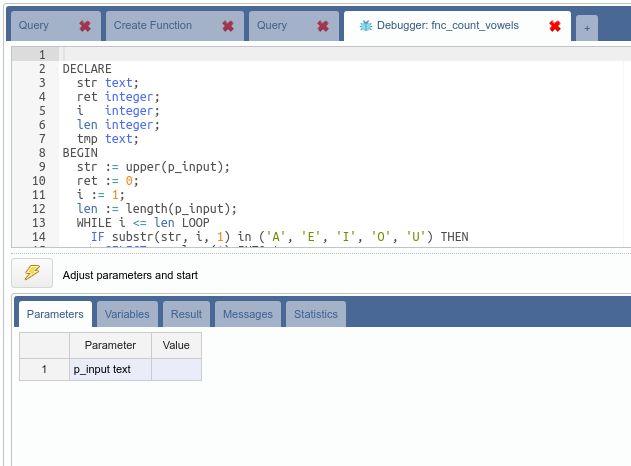 Query Create Function Query Debugger: fnc_count_vowels +
1
2 DECLARE
3 str text;
4 ret integer;
5 i integer;
6 len integer;
7 tmp text;
8 BEGIN
9 str := upper(p_input);
10 ret := 0;
11 i := 1;
12 len := length(p_input);
13 WHILE i <= len LOOP
14 IF substr(str, i, 1) in ('A', 'E', 'I', 'O', 'U') THEN
Adjust parameters and start
Parameters Variables Result Messages Statistics
Parameter Value
1 p_input text